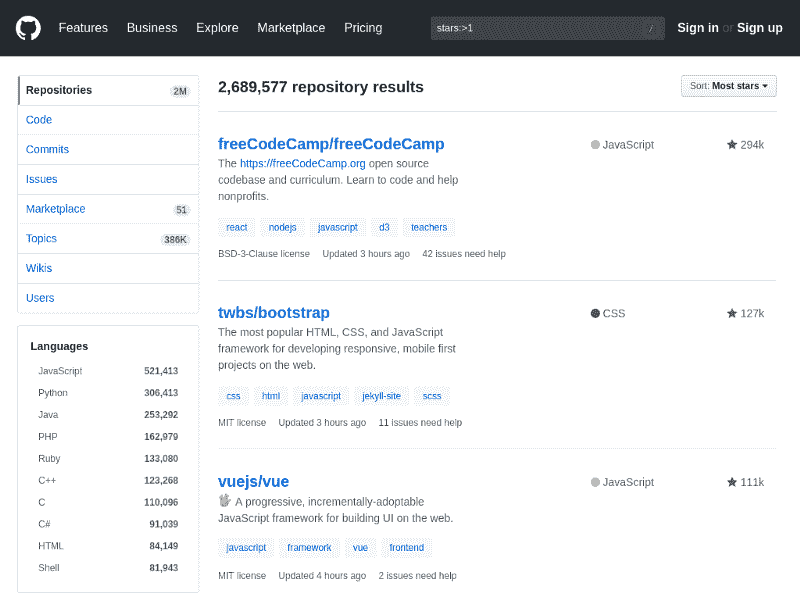 Features Business Explore Marketplace Pricing stars:>1 / Sign in or Sign up
Repositories 2M
Code
Commits
Issues
Marketplace 51
Topics 386K
Wikis
Users
Languages
JavaScript 521,413
Python 306,413
Java 253,292
PHP 162,979
Ruby 133,080
C++ 123,268
C 110,096
C# 91,039
HTML 84,149
Shell 81,943
2,689,577 repository results Sort: Most stars
freeCodeCamp/freeCodeCamp JavaScript 294k
The https://freeCodeCamp.org open source
codebase and curriculum. Learn to code and help
nonprofits.
react nodejs javascript d3 teachers
BSD-3-Clause license Updated 3 hours ago 42 issues need help
twbs/bootstrap CSS 127k
The most popular HTML, CSS, and JavaScript
framework for developing responsive, mobile first
projects on the web.
css html javascript jekyll-site scss
MIT license Updated 3 hours ago 11 issues need help
vuejs/vue JavaScript 111k
A progressive, incrementally-adoptable
JavaScript framework for building UI on the web.
javascript framework vue frontend
MIT license Updated 4 hours ago 2 issues need help